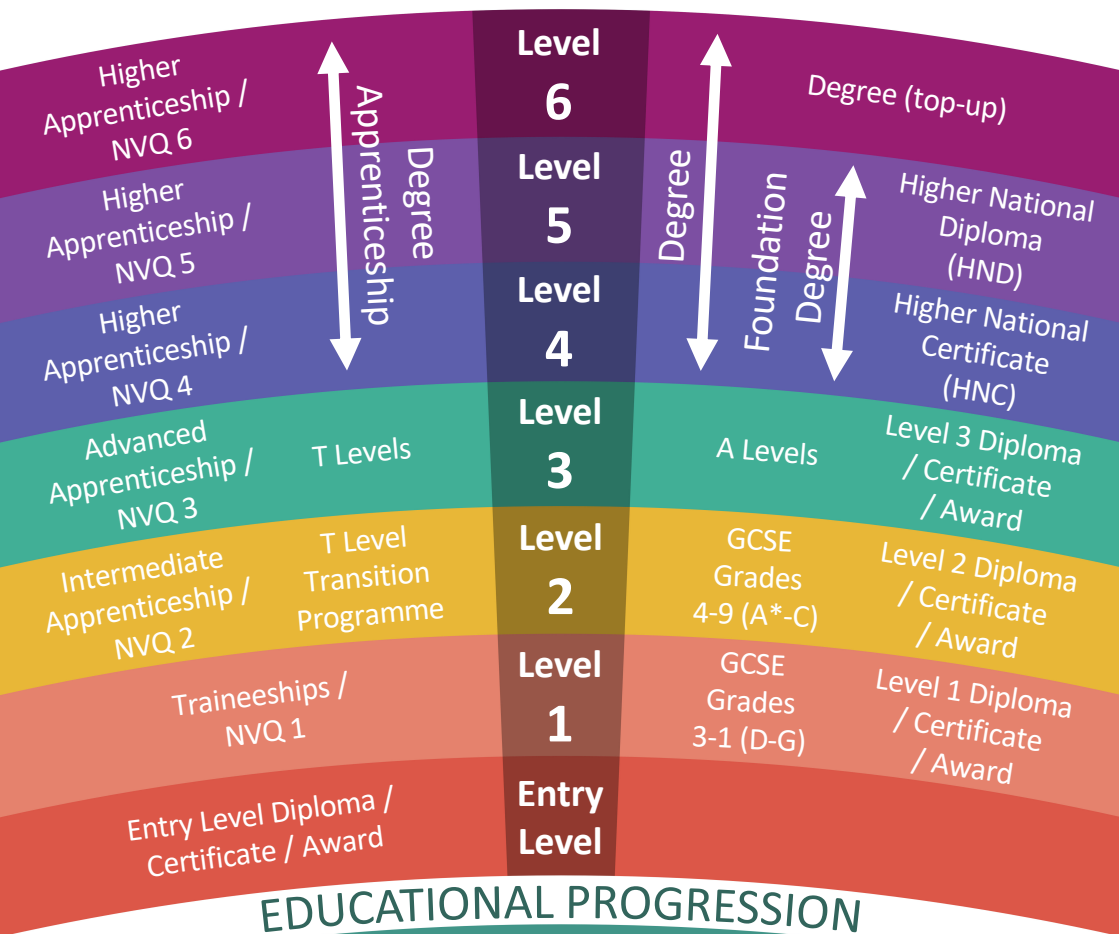 Level
6
Higher
Apprenticeship /
NVQ 6
Degree (top-up)
Level
5
Higher
Apprenticeship /
NVQ 5
Degree
Apprenticeship
Degree
Foundation
Degree
Higher National
Diploma
(HND)
Level
4
Higher
Apprenticeship /
NVQ 4
Higher National
Certificate
(HNC)
Level
3
Advanced
Apprenticeship /
NVQ 3
T Levels
A Levels
Level 3 Diploma
/ Certificate
/ Award
Level
2
Intermediate
Apprenticeship /
NVQ 2
T Level
Transition
Programme
GCSE
Grades
4-9 (A*-C)
Level 2 Diploma
/ Certificate
/ Award
Level
1
Traineeships /
NVQ 1
GCSE
Grades
3-1 (D-G)
Level 1 Diploma
/ Certificate
/ Award
Entry
Level
Entry Level Diploma /
Certificate / Award
EDUCATIONAL PROGRESSION